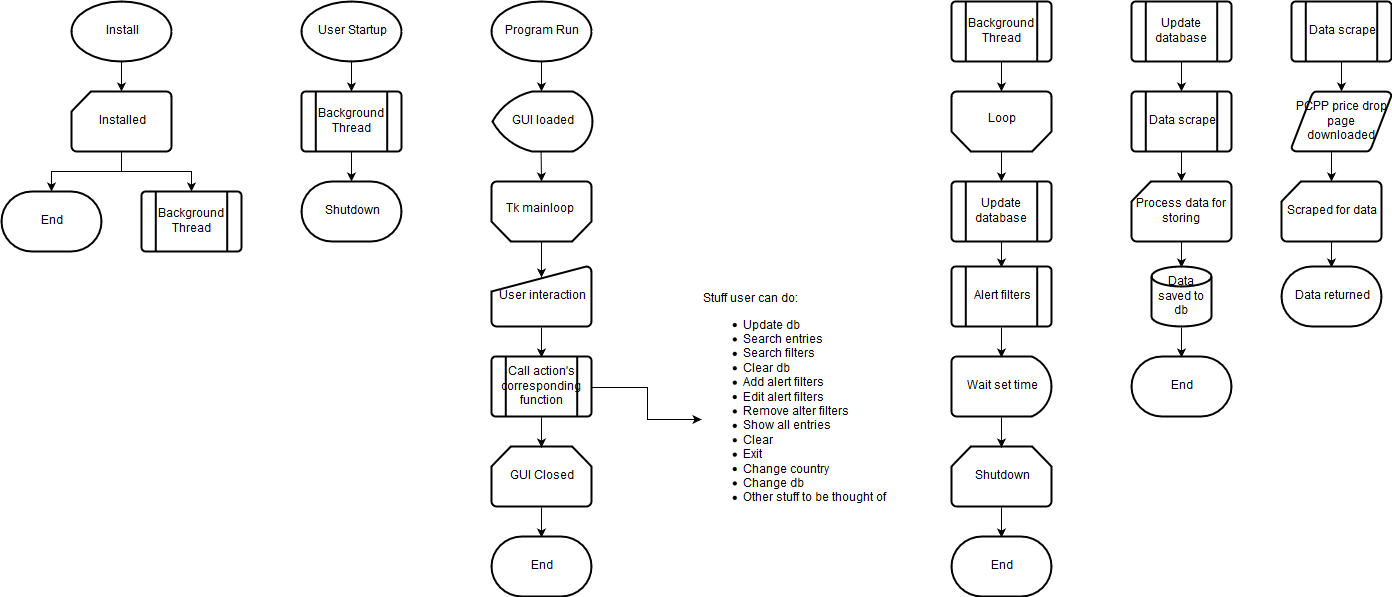 Install
Installed
End
Background
Thread
User Startup
Background
Thread
Shutdown
Program Run
GUI loaded
Tk mainloop
User interaction
Call action's
corresponding
function
GUI Closed
End
Stuff user can do:
Update db
Search entries
Search filters
Clear db
Add alert filters
Edit alert filters
Remove alter filters
Show all entries
Clear
Exit
Change country
Change db
Other stuff to be thought of
Background
Thread
Loop
Update
database
Alert filters
Wait set time
Shutdown
End
Update
database
Data scrape
Process data for
storing
Data
saved to
db
End
Data scrape
PCPP price drop
page
downloaded
Scraped for data
Data returned